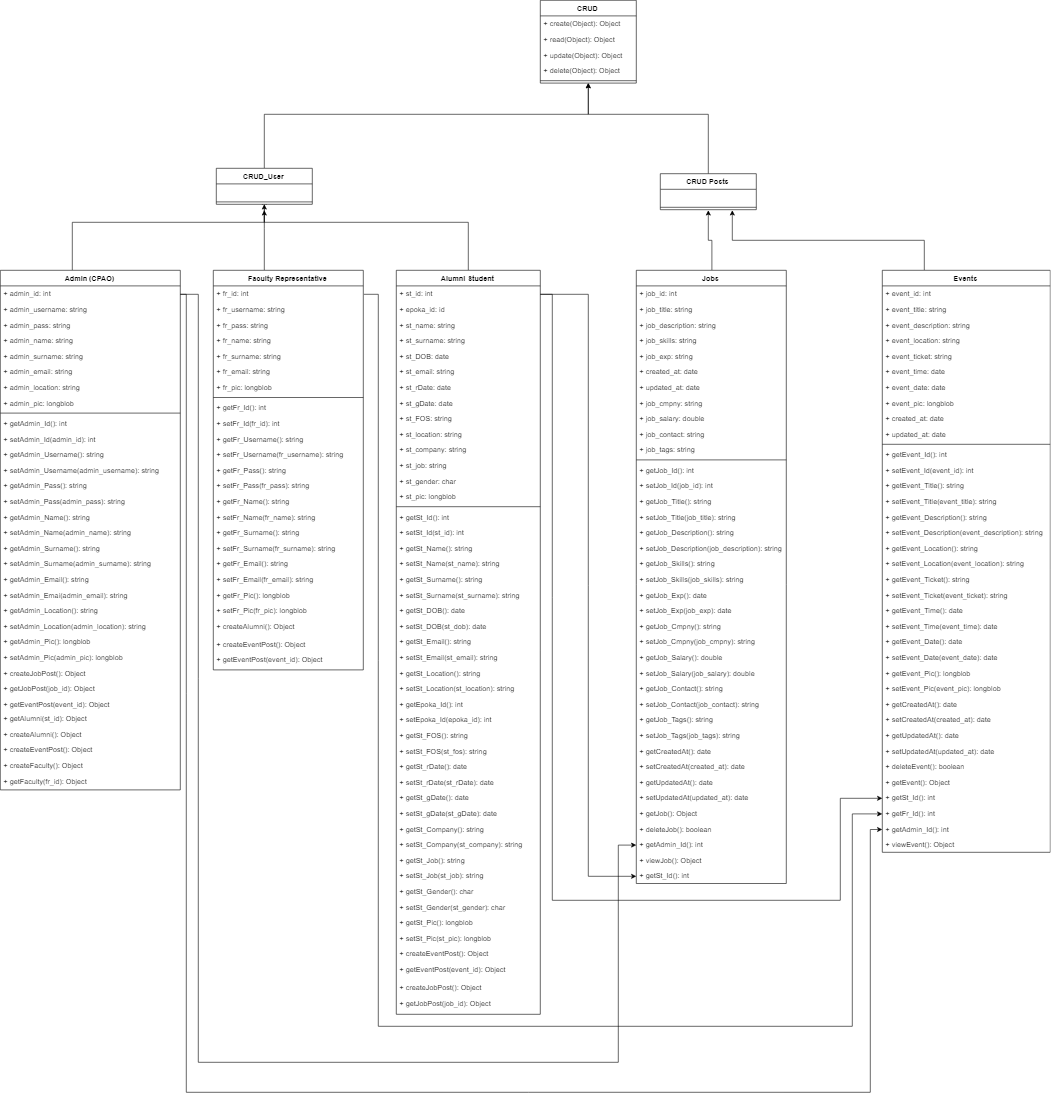 CRUD
+ create(Object): Object
+ read(Object): Object
+ update(Object): Object
+ delete(Object): Object
CRUD_User
CRUD Posts
Admin (CPAO)
+ admin_id: int
+ admin_username: string
+ admin_pass: string
+ admin_name: string
+ admin_surname: string
+ admin_email: string
+ admin_location: string
+ admin_pic: longblob
+ getAdmin_Id(): int
+ setAdmin_Id(admin_id): int
+ getAdmin_Username(): string
+ setAdmin_Username(admin_username): string
+ getAdmin_Pass(): string
+ setAdmin_Pass(admin_pass): string
+ getAdmin_Name(): string
+ setAdmin_Name(admin_name): string
+ getAdmin_Surname(): string
+ setAdmin_Surname(admin_surname): string
+ getAdmin_Email(): string
+ setAdmin_Emai(admin_email): string
+ getAdmin_Location(): string
+ setAdmin_Location(admin_location): string
+ getAdmin_Pic(): longblob
+ setAdmin_Pic(admin_pic): longblob
+ createJobPost(): Object
+ getJobPost(job_id): Object
+ getEventPost(event_id): Object
+ getAlumni(st_id): Object
+ createAlumni(): Object
+ createEventPost(): Object
+ createFaculty(): Object
+ getFaculty(fr_id): Object
Faculty Representative
+ fr_id: int
+ fr_username: string
+ fr_pass: string
+ fr_name: string
+ fr_surname: string
+ fr_email: string
+ fr_pic: longblob
+ getFr_Id(): int
+ setFr_Id(fr_id): int
+ getFr_Username(): string
+ setFr_Username(fr_username): string
+ getFr_Pass(): string
+ setFr_Pass(fr_pass): string
+ getFr_Name(): string
+ setFr_Name(fr_name): string
+ getFr_Surname(): string
+ setFr_Surname(fr_surname): string
+ getFr_Email(): string
+ setFr_Email(fr_email): string
+ getFr_Pic(): longblob
+ setFr_Pic(fr_pic): longblob
+ createAlumni(): Object
+ createEventPost(): Object
+ getEventPost(event_id): Object
Alumni Student
+ st_id: int
+ epoka_id: id
+ st_name: string
+ st_surname: string
+ st_DOB: date
+ st_email: string
+ st_rDate: date
+ st_gDate: date
+ st_FOS: string
+ st_location: string
+ st_company: string
+ st_job: string
+ st_gender: char
+ st_pic: longblob
+ getSt_Id(): int
+ setSt_Id(st_id): int
+ getSt_Name(): string
+ setSt_Name(st_name): string
+ getSt_Surname(): string
+ setSt_Surname(st_surname): string
+ getSt_DOB(): date
+ setSt_DOB(st_dob): date
+ getSt_Email(): string
+ setSt_Email(st_email): string
+ getSt_Location(): string
+ setSt_Location(st_location): string
+ getEpoka_Id(): int
+ setEpoka_Id(epoka_id): int
+ getSt_FOS(): string
+ setSt_FOS(st_fos): string
+ getSt_rDate(): date
+ setSt_rDate(st_rDate): date
+ getSt_gDate(): date
+ setSt_gDate(st_gDate): date
+ getSt_Company(): string
+ setSt_Company(st_company): string
+ getSt_Job(): string
+ setSt_Job(st_job): string
+ getSt_Gender(): char
+ setSt_Gender(st_gender): char
+ getSt_Pic(): longblob
+ setSt_Pic(st_pic): longblob
+ createEventPost(): Object
+ getEventPost(event_id): Object
+ createJobPost(): Object
+ getJobPost(job_id): Object
Jobs
+ job_id: int
+ job_title: string
+ job_description: string
+ job_skills: string
+ job_exp: string
+ created_at: date
+ updated_at: date
+ job_cmpny: string
+ job_salary: double
+ job_contact: string
+ job_tags: string
+ getJob_Id(): int
+ setJob_Id(job_id): int
+ getJob_Title(): string
+ setJob_Title(job_title): string
+ getJob_Description(): string
+ setJob_Description(job_description): string
+ getJob_Skills(): string
+ setJob_Skills(job_skills): string
+ getJob_Exp(): date
+ setJob_Exp(job_exp): date
+ getJob_Cmpny(): string
+ setJob_Cmpny(job_cmpny): string
+ getJob_Salary(): double
+ setJob_Salary(job_salary): double
+ getJob_Contact(): string
+ setJob_Contact(job_contact): string
+ getJob_Tags(): string
+ setJob_Tags(job_tags): string
+ getCreatedAt(): date
+ setCreatedAt(created_at): date
+ getUpdatedAt(): date
+ setUpdatedAt(updated_at): date
+ getJob(): Object
+ deleteJob(): boolean
+ getAdmin_Id(): int
+ viewJob(): Object
+ getSt_Id(): int
Events
+ event_id: int
+ event_title: string
+ event_description: string
+ event_location: string
+ event_ticket: string
+ event_time: date
+ event_date: date
+ event_pic: longblob
+ created_at: date
+ updated_at: date
+ getEvent_Id(): int
+ setEvent_Id(event_id): int
+ getEvent_Title(): string
+ setEvent_Title(event_title): string
+ getEvent_Description(): string
+ setEvent_Description(event_description): string
+ getEvent_Location(): string
+ setEvent_Location(event_location): string
+ getEvent_Ticket(): string
+ setEvent_Ticket(event_ticket): string
+ getEvent_Time(): date
+ setEvent_Time(event_time): date
+ getEvent_Date(): date
+ setEvent_Date(event_date): date
+ getEvent_Pic(): longblob
+ setEvent_Pic(event_pic): longblob
+ getCreatedAt(): date
+ setCreatedAt(created_at): date
+ getUpdatedAt(): date
+ setUpdatedAt(updated_at): date
+ deleteEvent(): boolean
+ getEvent(): Object
+ getSt_Id(): int
+ getFr_Id(): int
+ getAdmin_Id(): int
+ viewEvent(): Object